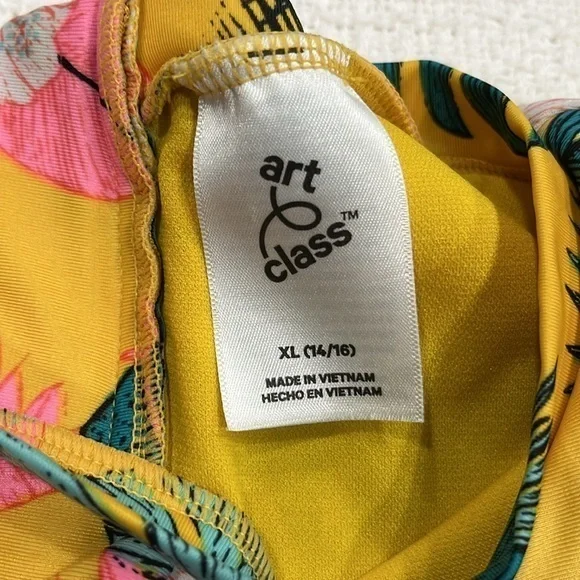 art
class™
XL (14/16)
MADE IN VIETNAM
HECHO EN VIETNAM